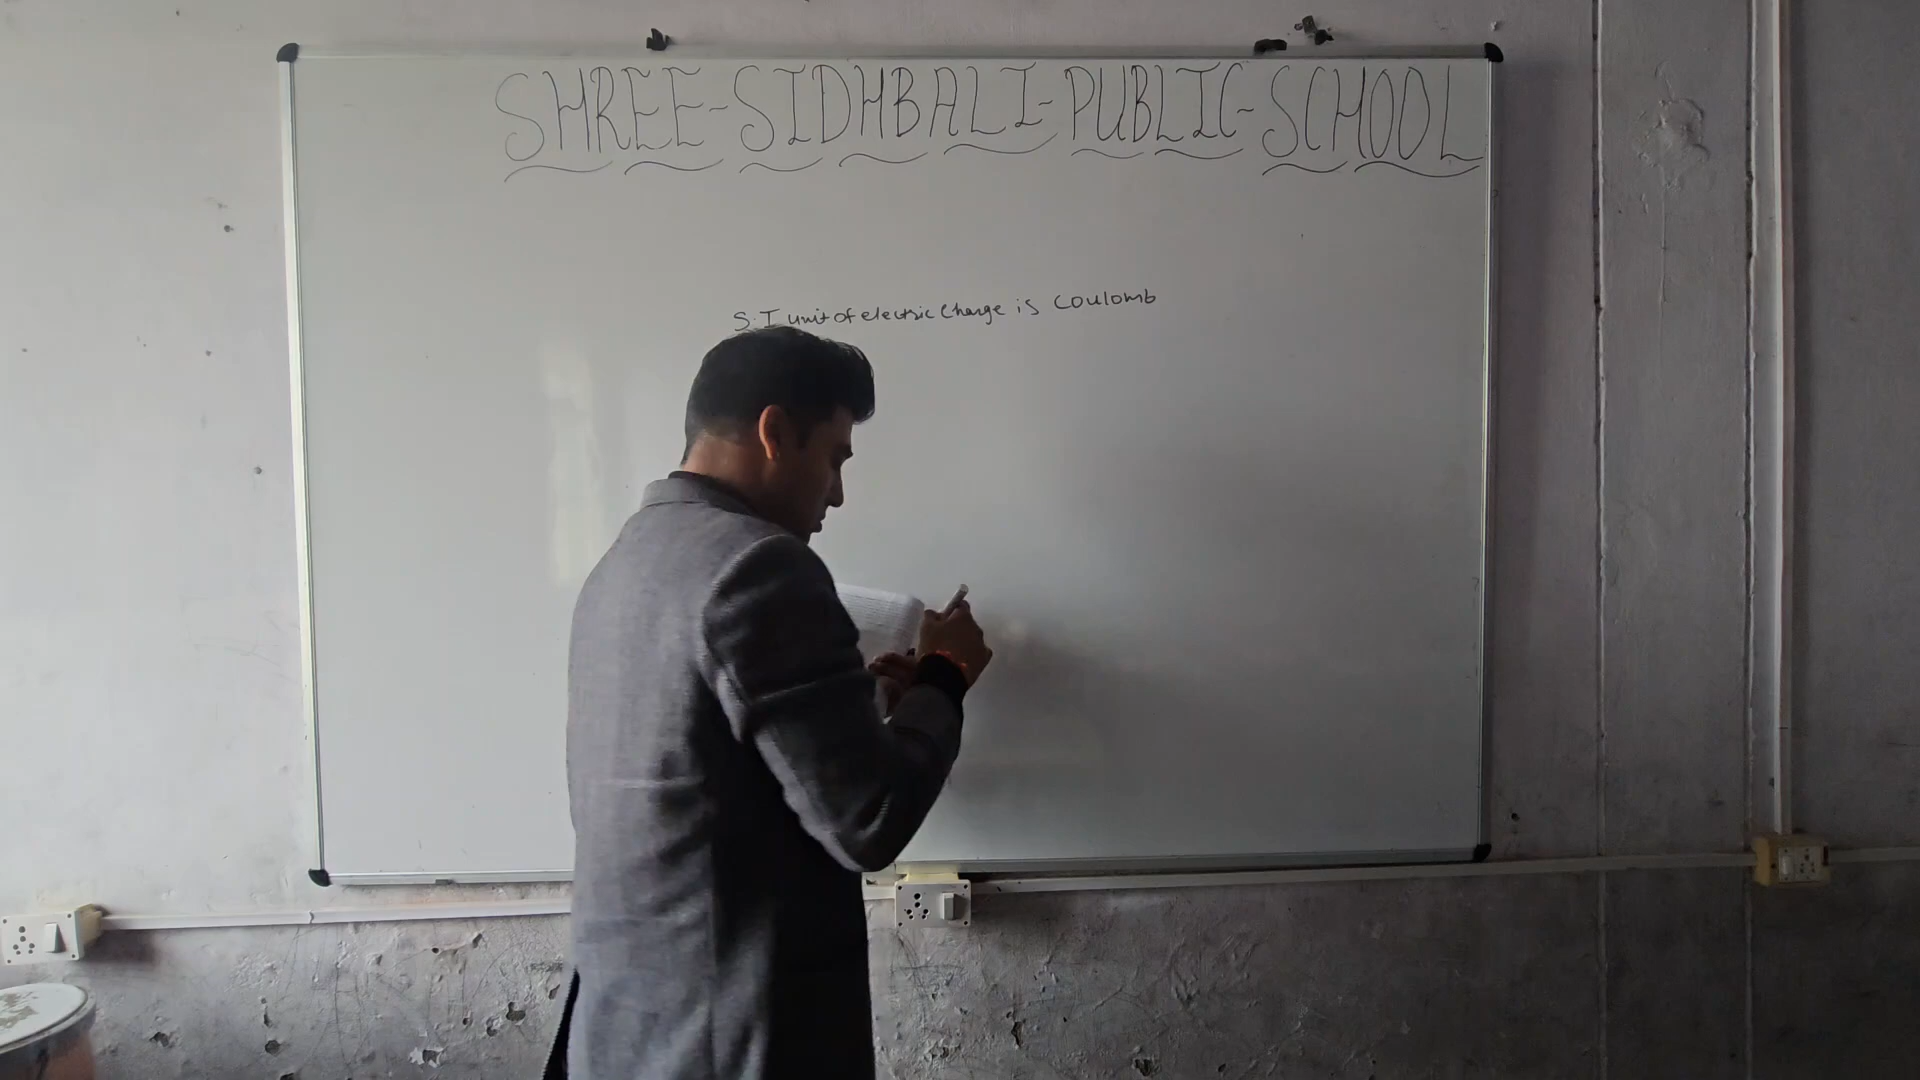 SHREE-SIDHBALI-PUBLIC-SCHOOL
S.I unit of electric Charge is Coulomb